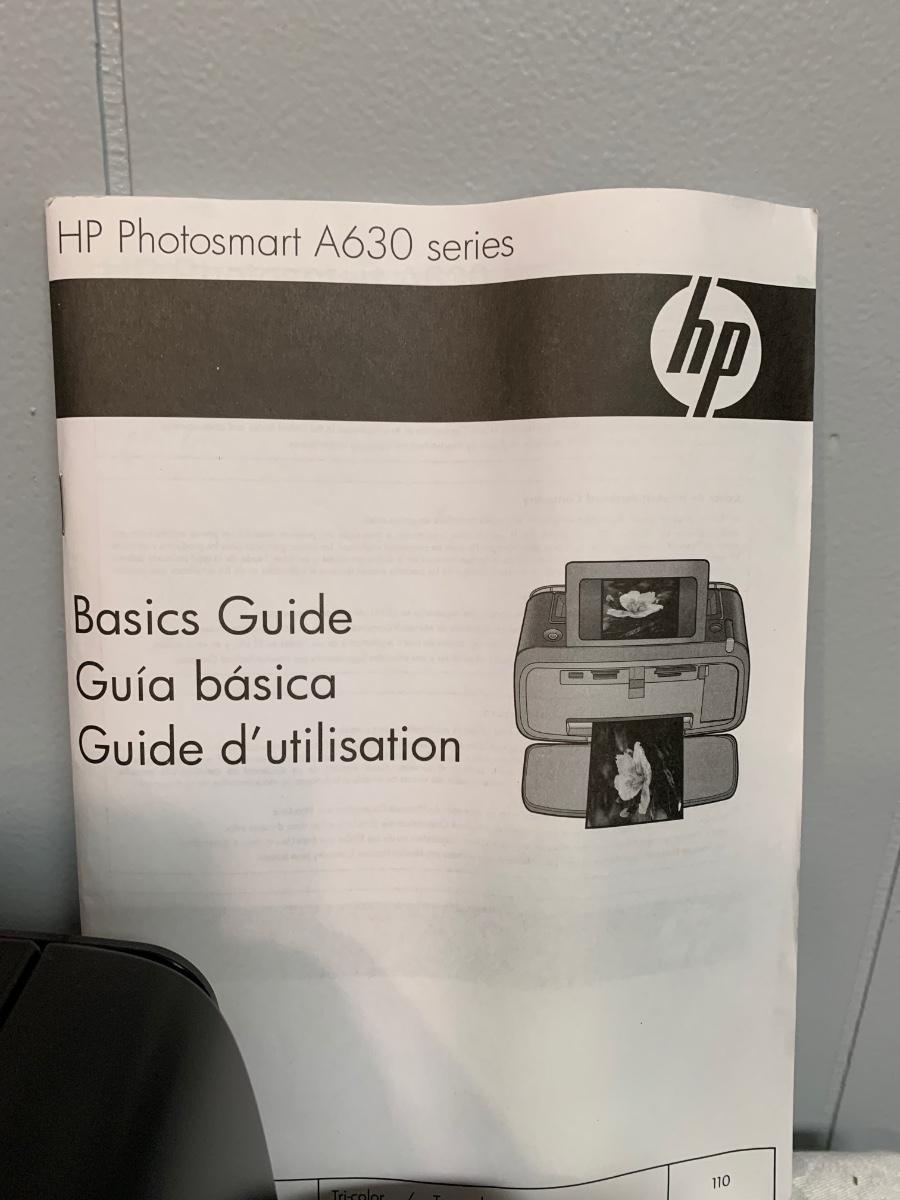 HP Photosmart A630 series
hp
Basics Guide
Guía básica
Guide d'utilisation
Tri-color /
110